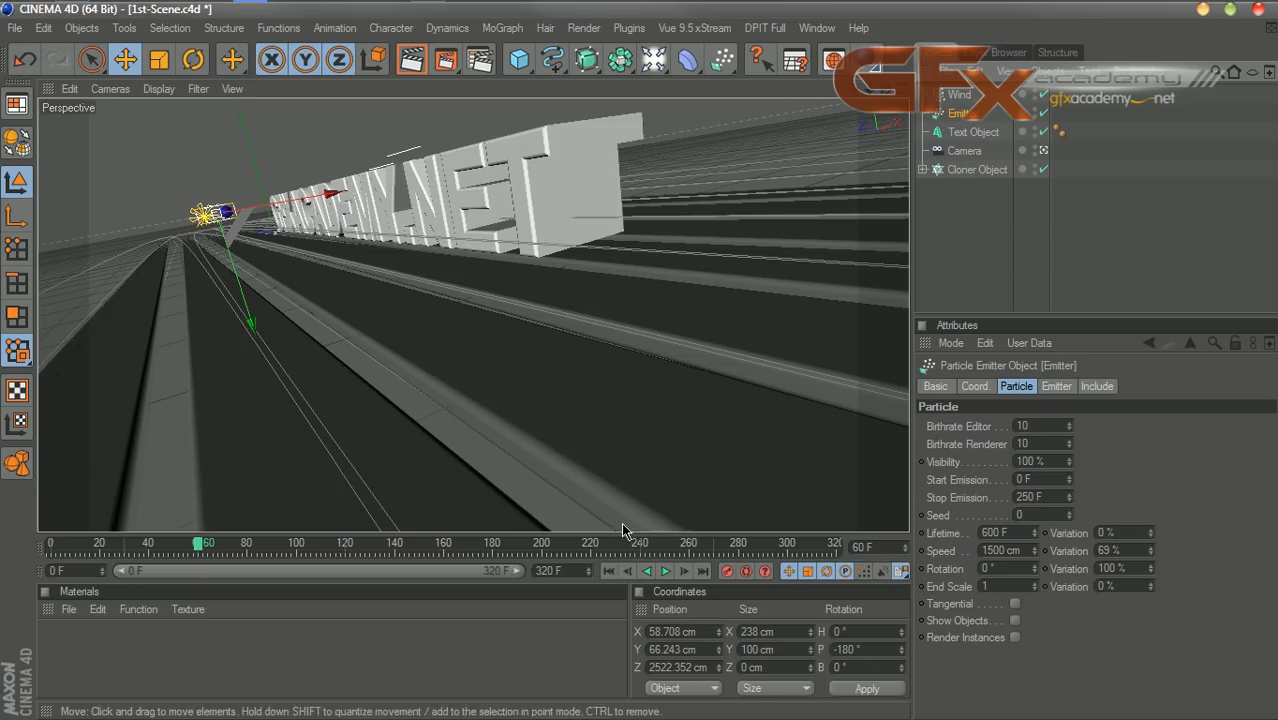 CINEMA 4D (64 Bit) - [1st-Scene.c4d *]
File Edit Objects Tools Selection Structure Functions Animation Character Dynamics MoGraph Hair Render Plugins Vue 9.5 xStream DPIT Full Window Help
X Y Z
Browser Structure
Edit Cameras Display Filter View
GFX academy
gfxacademy.net
Perspective
Wind
Text Object
Camera
Cloner Object
NET
Attributes
Mode Edit User Data
Particle Emitter Object [Emitter]
Basic Coord. Particle Emitter Include
Particle
Birthrate Editor . . . 10
Birthrate Renderer 10
Visibility. . . . . . . . 100 %
Start Emission. . . 0 F
Stop Emission. . . 250 F
Seed . . . . . . . . . . 0
Lifetime. . 600 F Variation 0 %
Speed . . 1500 cm Variation 69 %
Rotation 0 ° Variation 100 %
End Scale 1 Variation 0 %
Tangential . . . . .
Show Objects. . .
Render Instances
0 20 40 60 80 100 120 140 160 180 200 220 240 260 280 300 32 60 F
0 F 0 F 320 F 320 F
Materials
File Edit Function Texture
Coordinates
Position Size Rotation
X 58.708 cm X 238 cm H 0 °
Y 66.243 cm Y 100 cm P -180 °
Z 2522.352 cm Z 0 cm B 0 °
Object Size Apply
MAXON CINEMA 4D
Move: Click and drag to move elements. Hold down SHIFT to quantize movement / add to the selection in point mode. CTRL to remove.